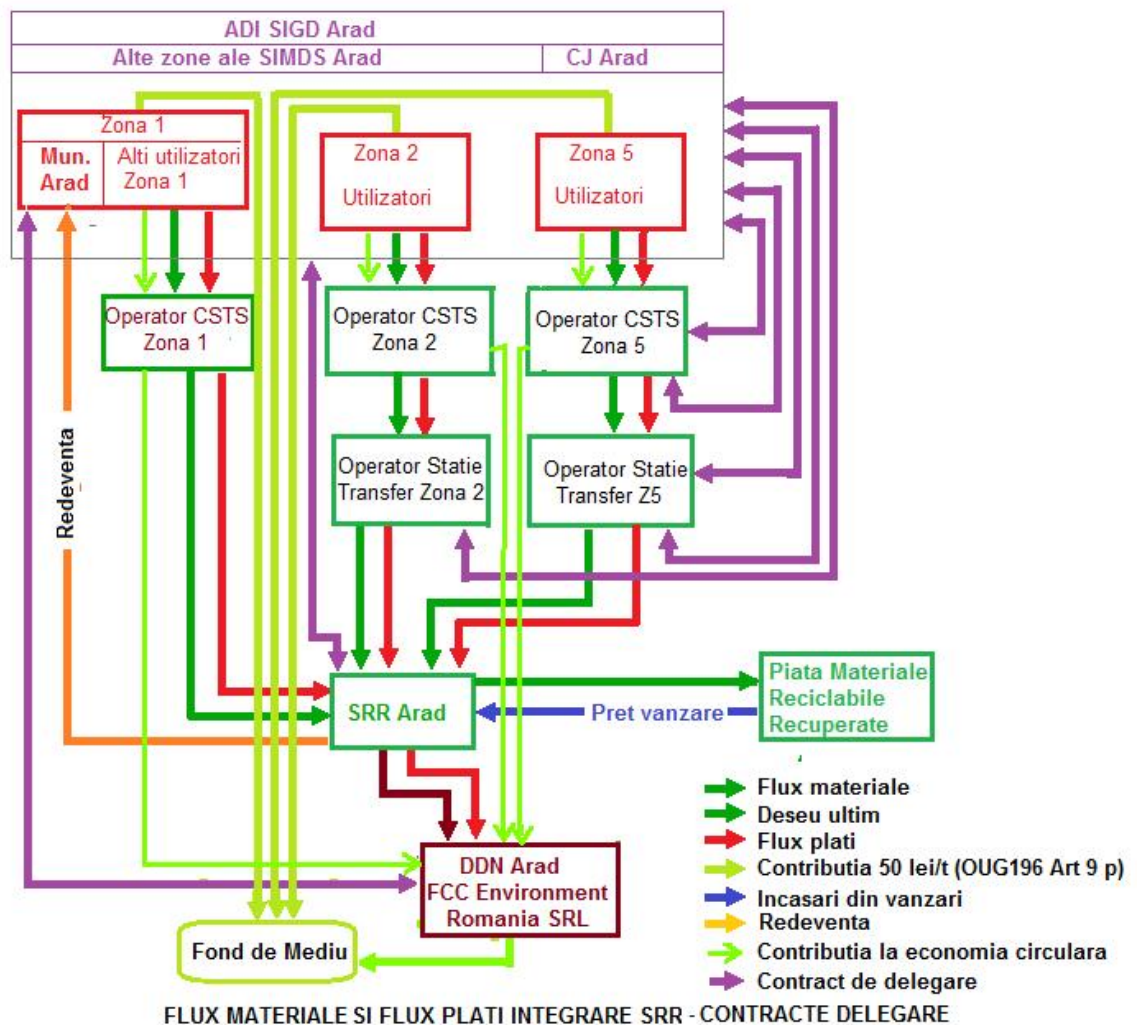 ADI SIGD Arad
Alte zone ale SIMDS Arad
CJ Arad
Zona 1
Mun.
Arad
Alti utilizatori
Zona 1
Zona 2
Utilizatori
Zona 5
Utilizatori
Operator CSTS
Zona 1
Operator CSTS
Zona 2
Operator CSTS
Zona 5
Operator Statie
Transfer Zona 2
Operator Statie
Transfer Z5
Redeventa
SRR Arad
Pret vanzare
Piata Materiale
Reciclabile
Recuperate
DDN Arad
FCC Environment
Romania SRL
Fond de Mediu
Flux materiale
Deseu ultim
Flux plati
Contributia 50 lei/t (OUG196 Art 9 p)
Incasari din vanzari
Redeventa
Contributia la economia circulara
Contract de delegare
FLUX MATERIALE SI FLUX PLATI INTEGRARE SRR - CONTRACTE DELEGARE